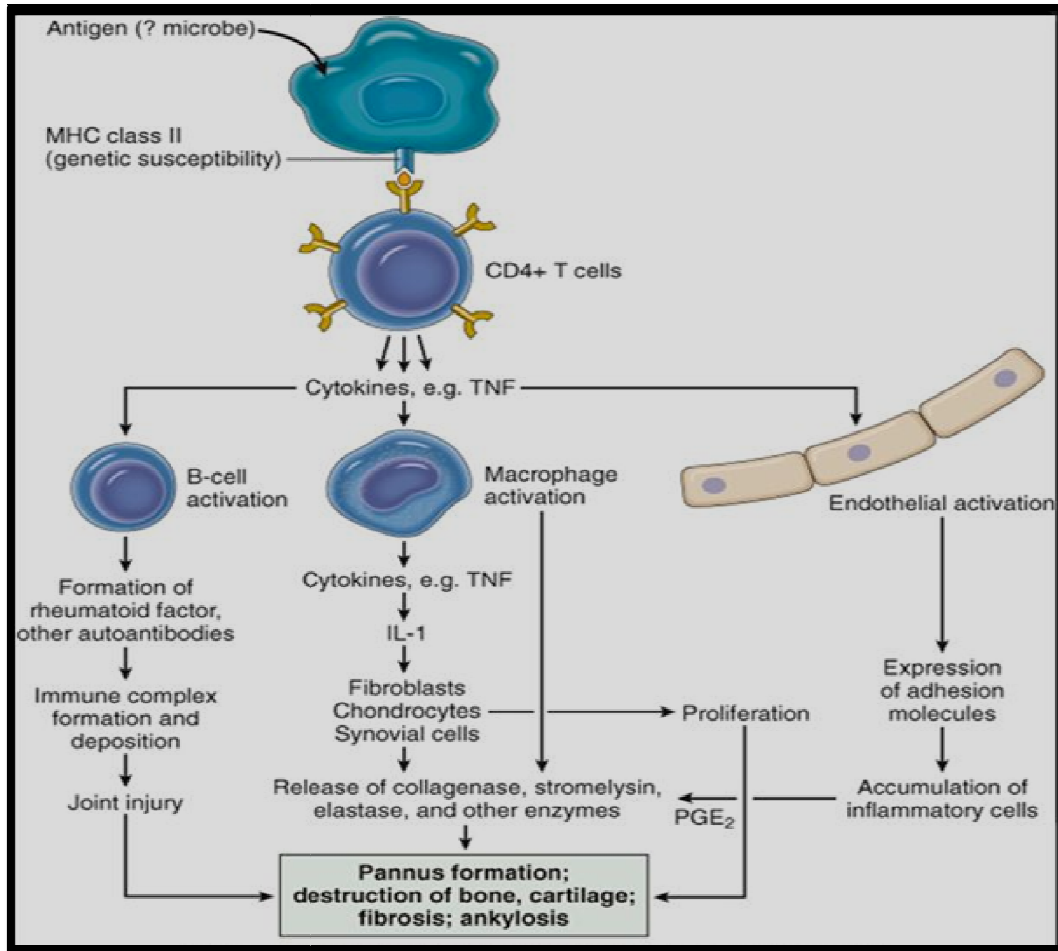 Antigen (? microbe)
MHC class II
(genetic susceptibility)
CD4+ T cells
Cytokines, e.g. TNF
B-cell
activation
Macrophage
activation
Endothelial activation
Formation of
rheumatoid factor,
other autoantibodies
Immune complex
formation and
deposition
Joint injury
Cytokines, e.g. TNF
IL-1
Fibroblasts
Chondrocytes
Synovial cells
Proliferation
Expression
of adhesion
molecules
Accumulation of
inflammatory cells
PGE₂
Release of collagenase, stromelysin,
elastase, and other enzymes
Pannus formation;
destruction of bone, cartilage;
fibrosis; ankylosis